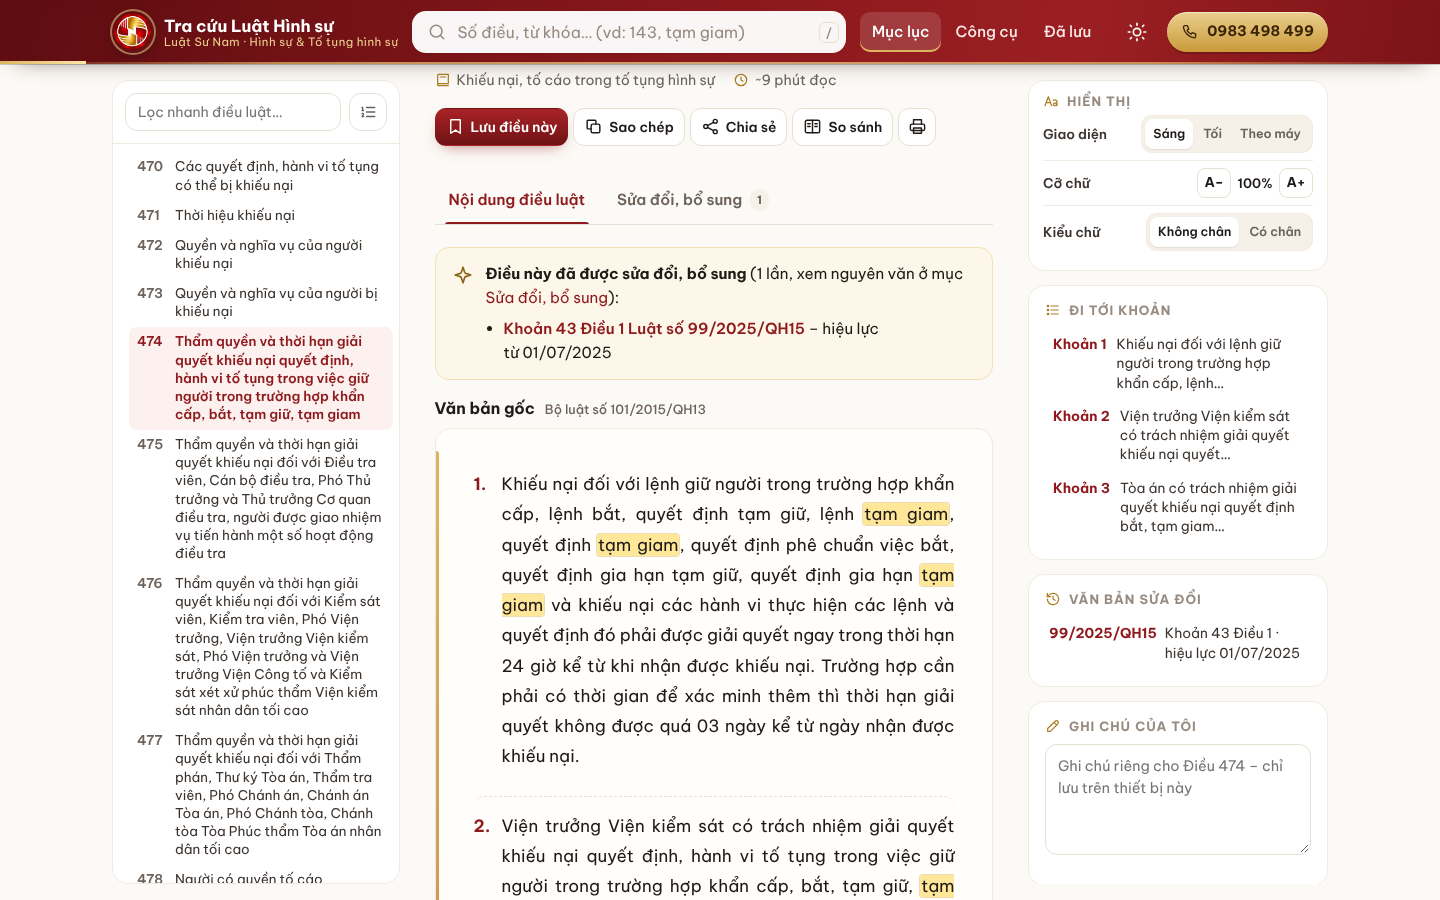 Tra cứu Luật Hình sự
Luật Sư Nam · Hình sự & Tố tụng hình sự
Số điều, từ khóa... (vd: 143, tạm giam)
/
Mục lục
Công cụ
Đã lưu
0983 498 499
Lọc nhanh điều luật...
470 Các quyết định, hành vi tố tụng
có thể bị khiếu nại
471 Thời hiệu khiếu nại
472 Quyền và nghĩa vụ của người
khiếu nại
473 Quyền và nghĩa vụ của người bị
khiếu nại
474 Thẩm quyền và thời hạn giải
quyết khiếu nại quyết định,
hành vi tố tụng trong việc giữ
người trong trường hợp khẩn
cấp, bắt, tạm giữ, tạm giam
475 Thẩm quyền và thời hạn giải
quyết khiếu nại đối với Điều tra
viên, Cán bộ điều tra, Phó Thủ
trưởng và Thủ trưởng Cơ quan
điều tra, người được giao nhiệm
vụ tiến hành một số hoạt động
điều tra
476 Thẩm quyền và thời hạn giải
quyết khiếu nại đối với Kiểm sát
viên, Kiểm tra viên, Phó Viện
trưởng, Viện trưởng Viện kiểm
sát, Phó Viện trưởng và Viện
trưởng Viện Công tố và Kiểm
sát xét xử phúc thẩm Viện kiểm
sát nhân dân tối cao
477 Thẩm quyền và thời hạn giải
quyết khiếu nại đối với Thẩm
phán, Thư ký Tòa án, Thẩm tra
viên, Phó Chánh án, Chánh án
Tòa án, Phó Chánh tòa, Chánh
tòa Tòa Phúc thẩm Tòa án nhân
dân tối cao
478 Người có quyền tố cáo
Khiếu nại, tố cáo trong tố tụng hình sự
~9 phút đọc
Lưu điều này
Sao chép
Chia sẻ
So sánh
Nội dung điều luật
Sửa đổi, bổ sung 1
Điều này đã được sửa đổi, bổ sung (1 lần, xem nguyên văn ở mục
Sửa đổi, bổ sung):
• Khoản 43 Điều 1 Luật số 99/2025/QH15 – hiệu lực
từ 01/07/2025
Văn bản gốc Bộ luật số 101/2015/QH13
1. Khiếu nại đối với lệnh giữ người trong trường hợp khẩn
cấp, lệnh bắt, quyết định tạm giữ, lệnh tạm giam,
quyết định tạm giam, quyết định phê chuẩn việc bắt,
quyết định gia hạn tạm giữ, quyết định gia hạn tạm
giam và khiếu nại các hành vi thực hiện các lệnh và
quyết định đó phải được giải quyết ngay trong thời hạn
24 giờ kể từ khi nhận được khiếu nại. Trường hợp cần
phải có thời gian để xác minh thêm thì thời hạn giải
quyết không được quá 03 ngày kể từ ngày nhận được
khiếu nại.
2. Viện trưởng Viện kiểm sát có trách nhiệm giải quyết
khiếu nại quyết định, hành vi tố tụng trong việc giữ
người trong trường hợp khẩn cấp, bắt, tạm giữ, tạm
Aa HIỂN THỊ
Giao diện
Sáng
Tối
Theo máy
Cỡ chữ
A−
100%
A+
Kiểu chữ
Không chân
Có chân
ĐI TỚI KHOẢN
Khoản 1 Khiếu nại đối với lệnh giữ
người trong trường hợp
khẩn cấp, lệnh...
Khoản 2 Viện trưởng Viện kiểm sát
có trách nhiệm giải quyết
khiếu nại quyết...
Khoản 3 Tòa án có trách nhiệm giải
quyết khiếu nại quyết định
bắt, tạm giam...
VĂN BẢN SỬA ĐỔI
99/2025/QH15 Khoản 43 Điều 1 ·
hiệu lực 01/07/2025
GHI CHÚ CỦA TÔI
Ghi chú riêng cho Điều 474 – chỉ
lưu trên thiết bị này